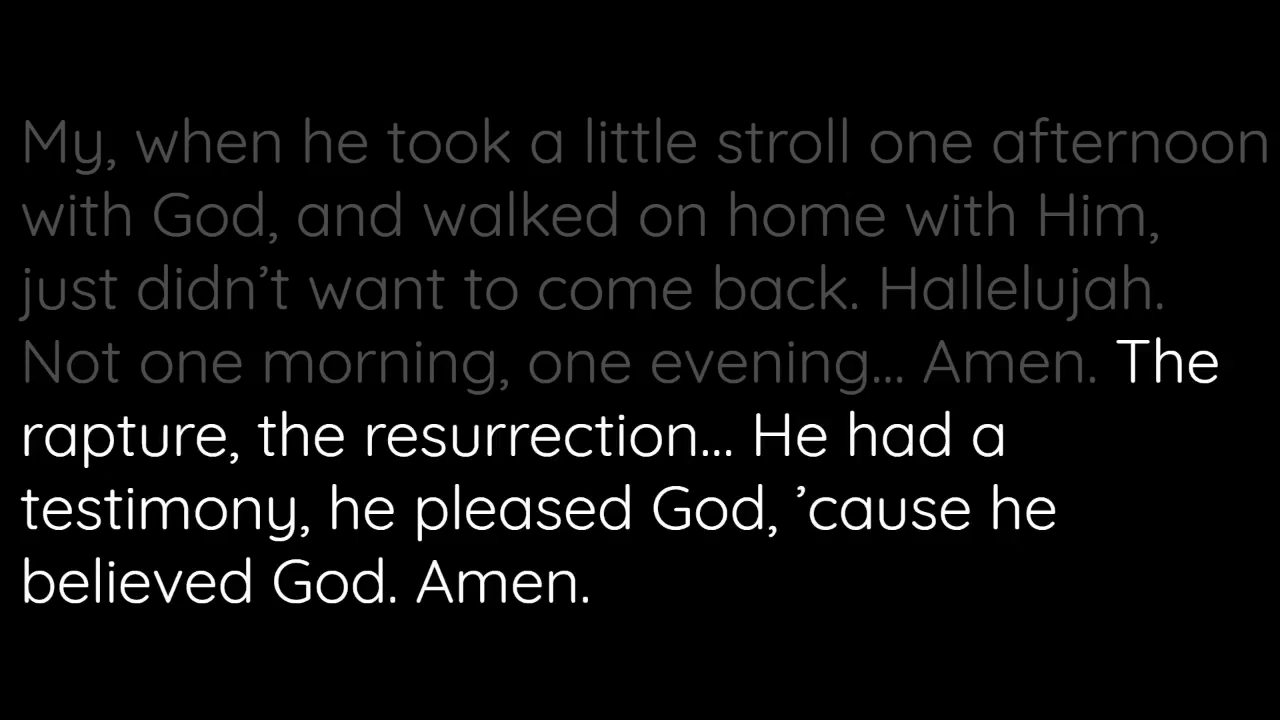 My, when he took a little stroll one afternoon
with God, and walked on home with Him,
just didn’t want to come back. Hallelujah.
Not one morning, one evening... Amen. The
rapture, the resurrection... He had a
testimony, he pleased God, ’cause he
believed God. Amen.